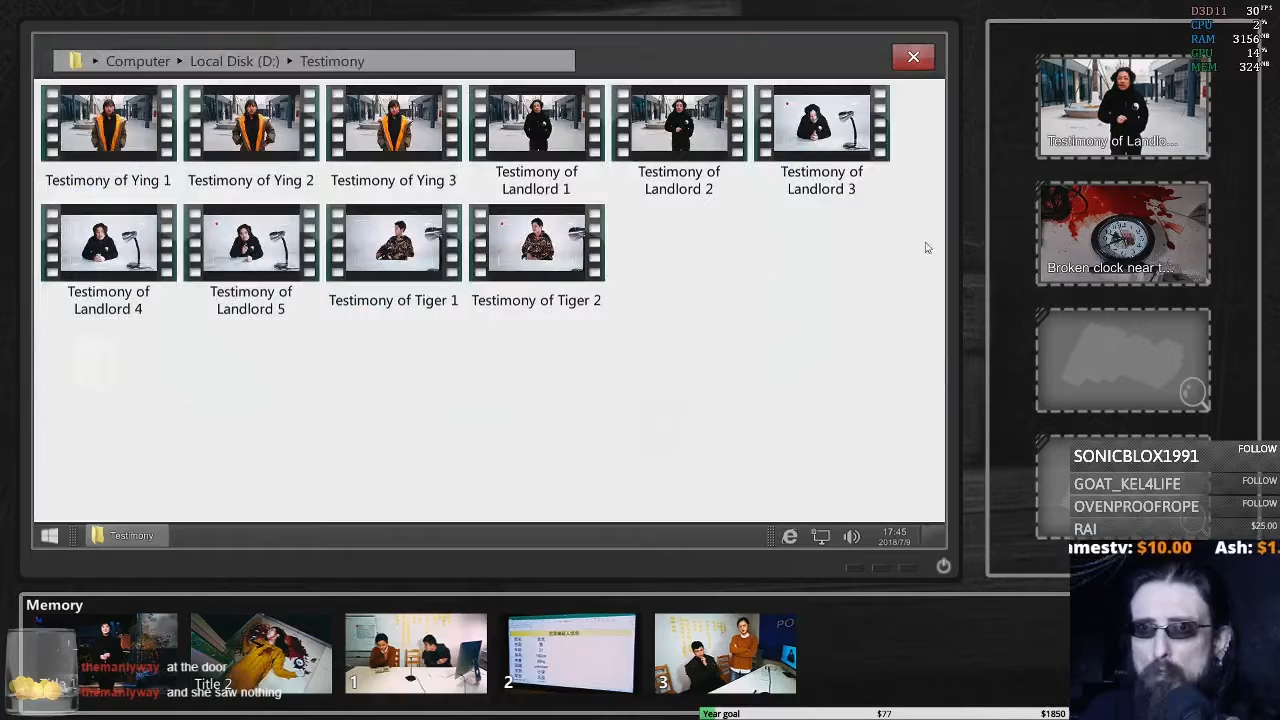 D3D11 30 FPS
CPU 2%
RAM 3156 MB
GPU 14%
MEM 324 MB
Computer Local Disk (D:) Testimony
Testimony of Ying 1
Testimony of Ying 2
Testimony of Ying 3
Testimony of
Landlord 1
Testimony of
Landlord 2
Testimony of
Landlord 3
Testimony of
Landlord 4
Testimony of
Landlord 5
Testimony of Tiger 1
Testimony of Tiger 2
Testimony
17:45
2018/7/9
Testimony of Landlo...
Broken clock near t...
SONICBLOX1991 FOLLOW
GOAT_KEL4LIFE FOLLOW
OVENPROOFROPE FOLLOW
RAI $25.00
mestv: $10.00 Ash: $1.
Memory
Title 2
1
2
3
PO
themanlyway at the door
themanlyway and she saw nothing
Year goal $77 $1850